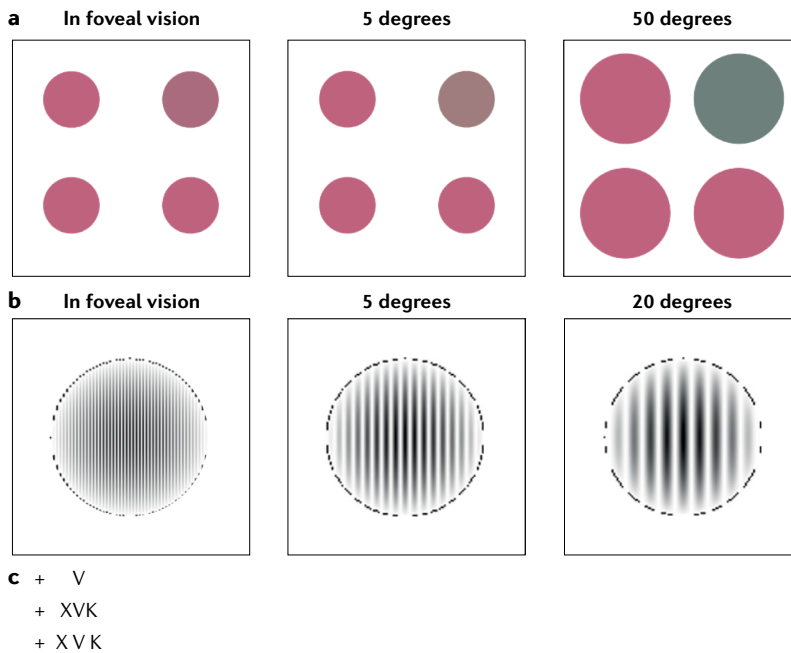 a In foveal vision 5 degrees 50 degrees
b In foveal vision 5 degrees 20 degrees
c + V
+ XVK
+ X V K